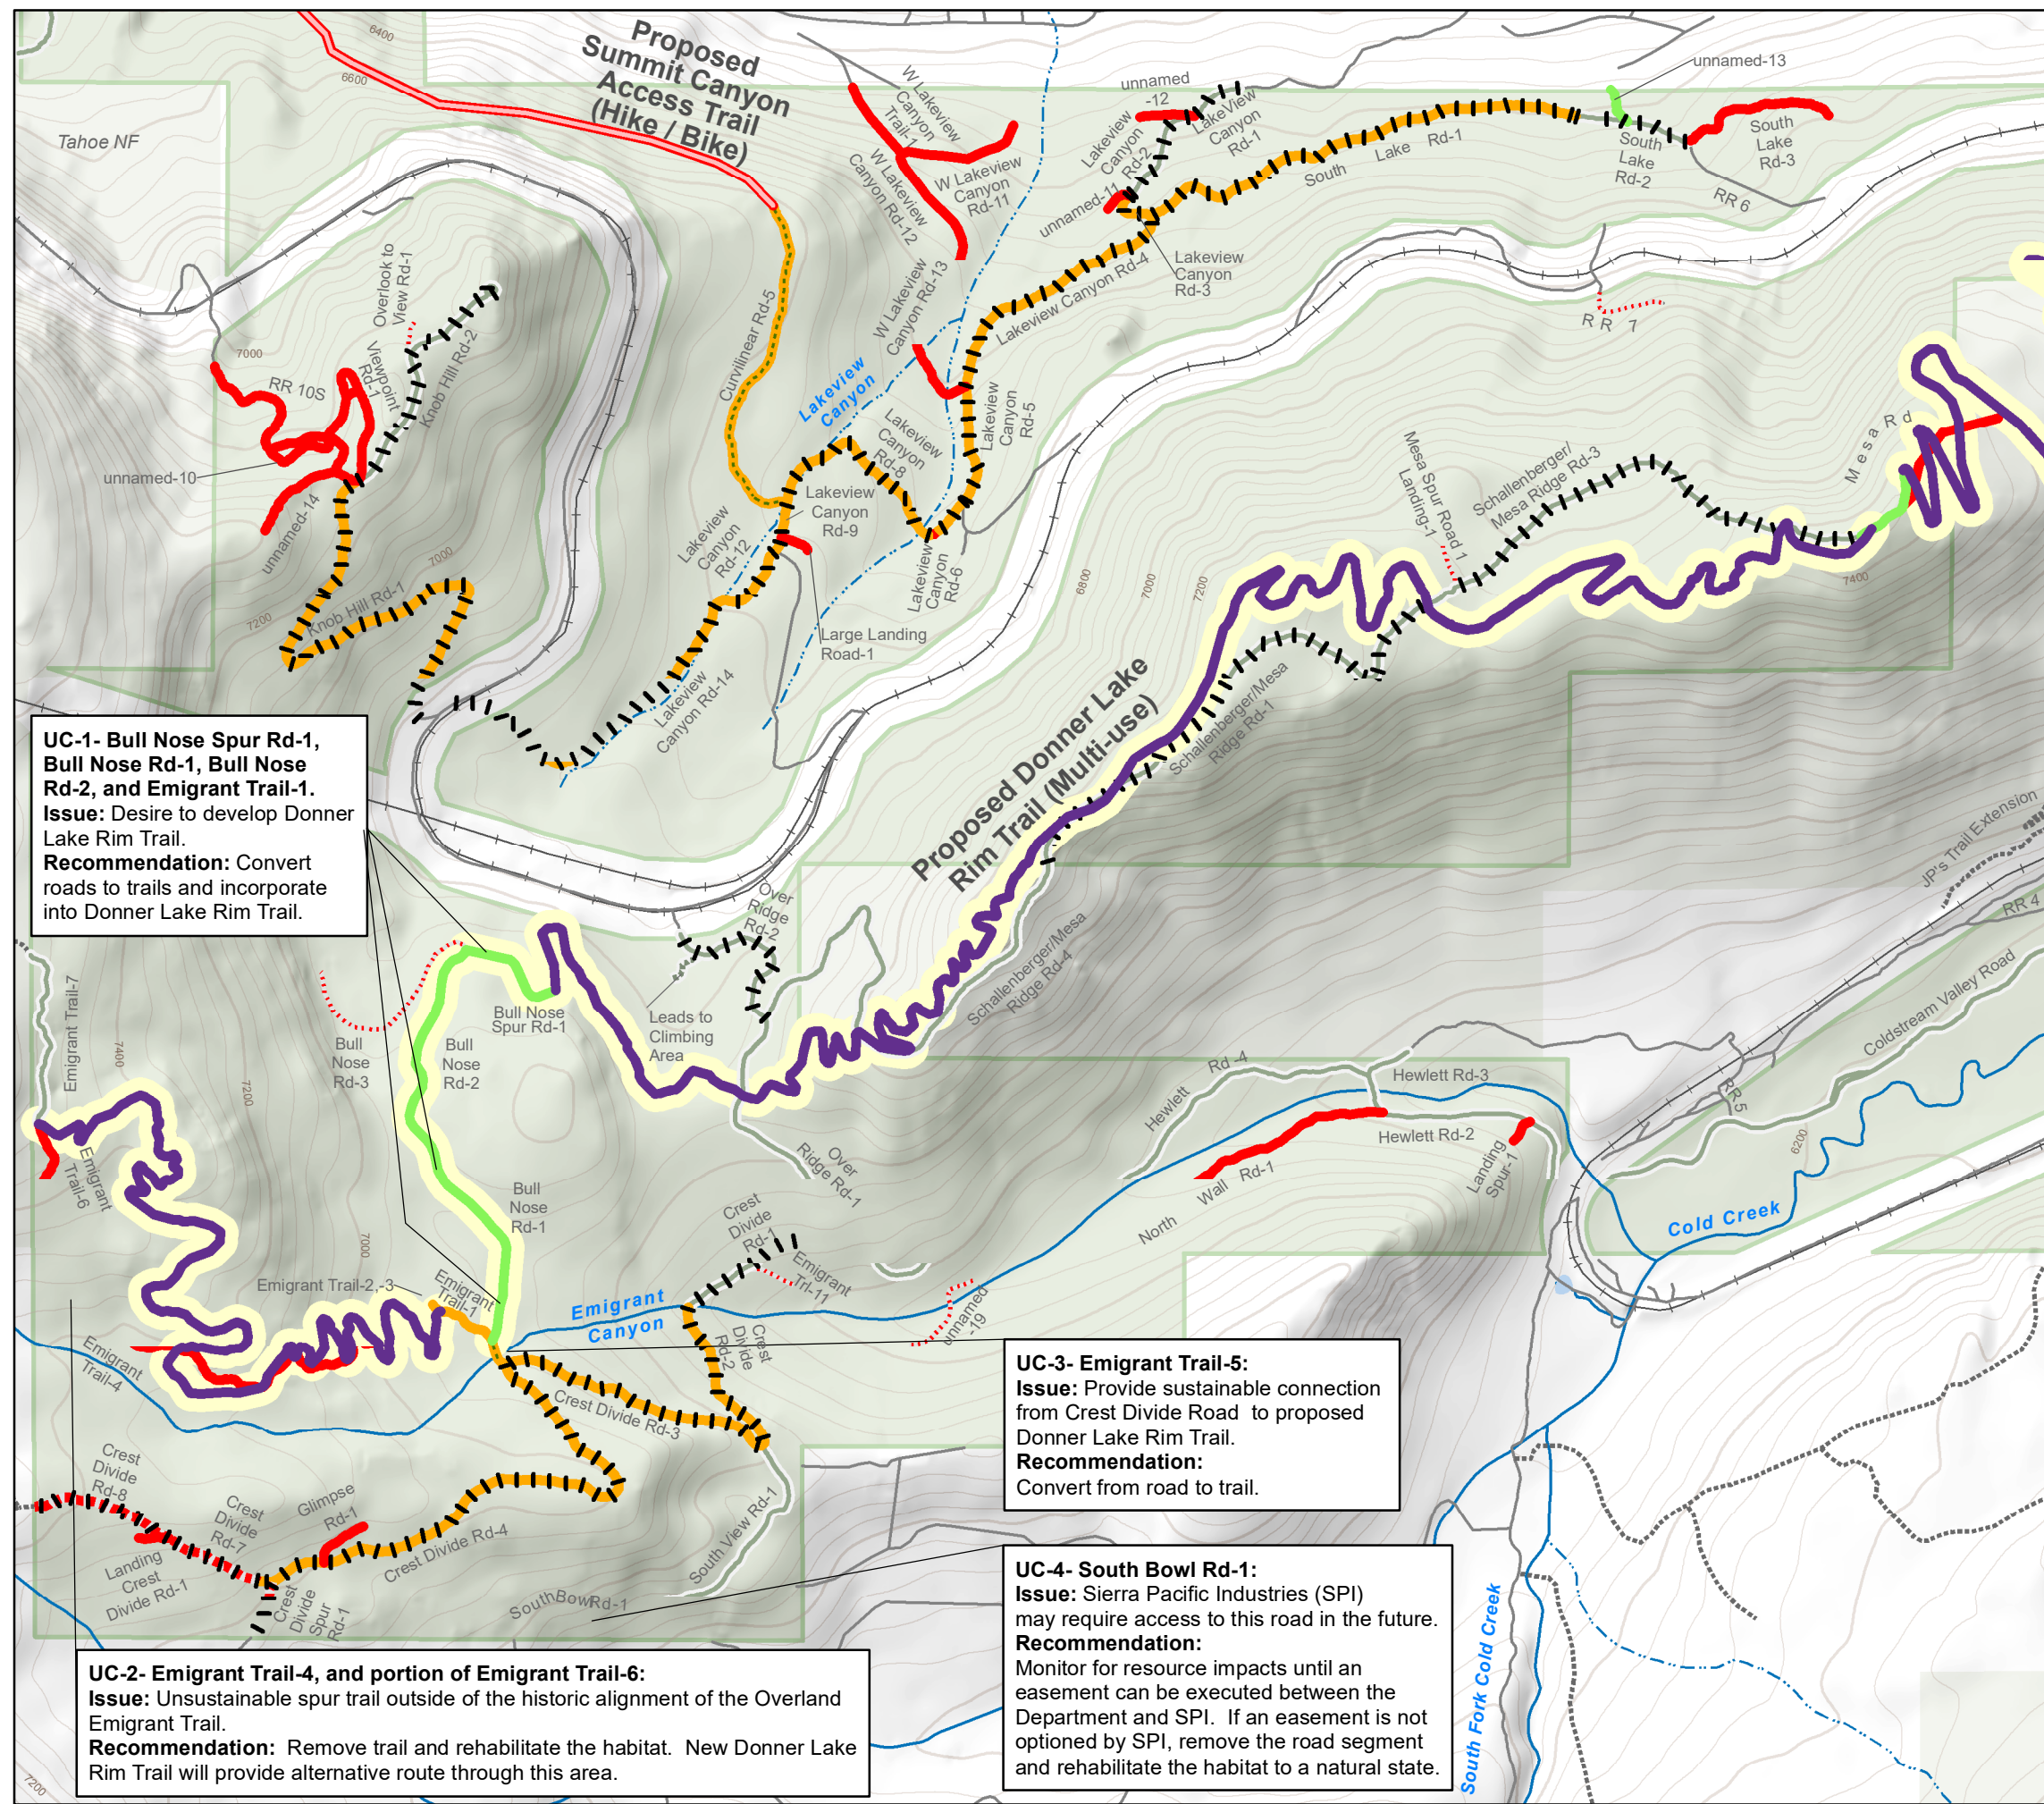 6400
6600
Proposed
Summit Canyon
Access Trail
(Hike / Bike)
Tahoe NF
W Lakeview
Canyon
Trail-1
W Lakeview
Canyon Rd-12
W Lakeview
Canyon
Rd-11
W Lakeview
Canyon Rd-13
unnamed
-12
Lakeview
Canyon
Rd-2
LakeView
Canyon
Rd-1
unnamed-11
Lakeview
Canyon
Rd-3
Lakeview Canyon Rd-4
South Lake Rd-1
unnamed-13
South
Lake
Rd-2
South
Lake
Rd-3
RR 6
RR 7
Overlook to
View Rd-1
Viewpoint
Rd-1
Knob Hill Rd-2
7000
RR 10S
unnamed-10
unnamed-14
7000
7200
Knob Hill Rd-1
Curvilinear Rd-5
Lakeview
Canyon
Lakeview
Canyon
Rd-5
Lakeview
Canyon
Rd-8
Lakeview
Canyon
Rd-9
Lakeview
Canyon
Rd-12
Lakeview
Canyon
Rd-6
Large Landing
Road-1
Lakeview
Canyon Rd-14
6800
7000
7200
Mesa Rd
Mesa Spur Road 1
Landing-1
Schallenberger/
Mesa Ridge Rd-3
7400
Schallenberger/Mesa
Ridge Rd-1
Proposed Donner Lake
Rim Trail (Multi-use)
UC-1- Bull Nose Spur Rd-1,
Bull Nose Rd-1, Bull Nose
Rd-2, and Emigrant Trail-1.
Issue: Desire to develop Donner
Lake Rim Trail.
Recommendation: Convert
roads to trails and incorporate
into Donner Lake Rim Trail.
Over
Ridge
Rd-2
Schallenberger/Mesa
Ridge Rd-4
JP's Trail Extension
RR 4
Coldstream Valley Road
RR 5
6200
Emigrant Trail-7
7400
7200
Bull
Nose
Rd-3
Bull
Nose
Rd-2
Bull Nose
Spur Rd-1
Leads to
Climbing
Area
Bull
Nose
Rd-1
Over
Ridge Rd-1
Hewlett Rd -4
Hewlett Rd-3
Hewlett Rd-2
Landing
Spur-1
North Wall Rd-1
Cold Creek
Emigrant
Trail-6
7000
Emigrant Trail-2,-3
Emigrant
Trail-1
Crest
Divide
Rd-1
Emigrant
Trl-11
Emigrant
Canyon
unnamed
-19
Crest
Divide
Rd-2
Emigrant
Trail-4
Crest Divide Rd-3
UC-3- Emigrant Trail-5:
Issue: Provide sustainable connection
from Crest Divide Road to proposed
Donner Lake Rim Trail.
Recommendation:
Convert from road to trail.
Crest
Divide
Rd-8
Crest
Divide
Rd-7
Glimpse
Rd-1
Landing
Crest
Divide Rd-1
Crest
Divide
Spur
Rd-1
Crest Divide Rd-4
South View Rd-1
SouthBowlRd-1
UC-4- South Bowl Rd-1:
Issue: Sierra Pacific Industries (SPI)
may require access to this road in the future.
Recommendation:
Monitor for resource impacts until an
easement can be executed between the
Department and SPI. If an easement is not
optioned by SPI, remove the road segment
and rehabilitate the habitat to a natural state.
South Fork Cold Creek
UC-2- Emigrant Trail-4, and portion of Emigrant Trail-6:
Issue: Unsustainable spur trail outside of the historic alignment of the Overland
Emigrant Trail.
Recommendation: Remove trail and rehabilitate the habitat. New Donner Lake
Rim Trail will provide alternative route through this area.
7200